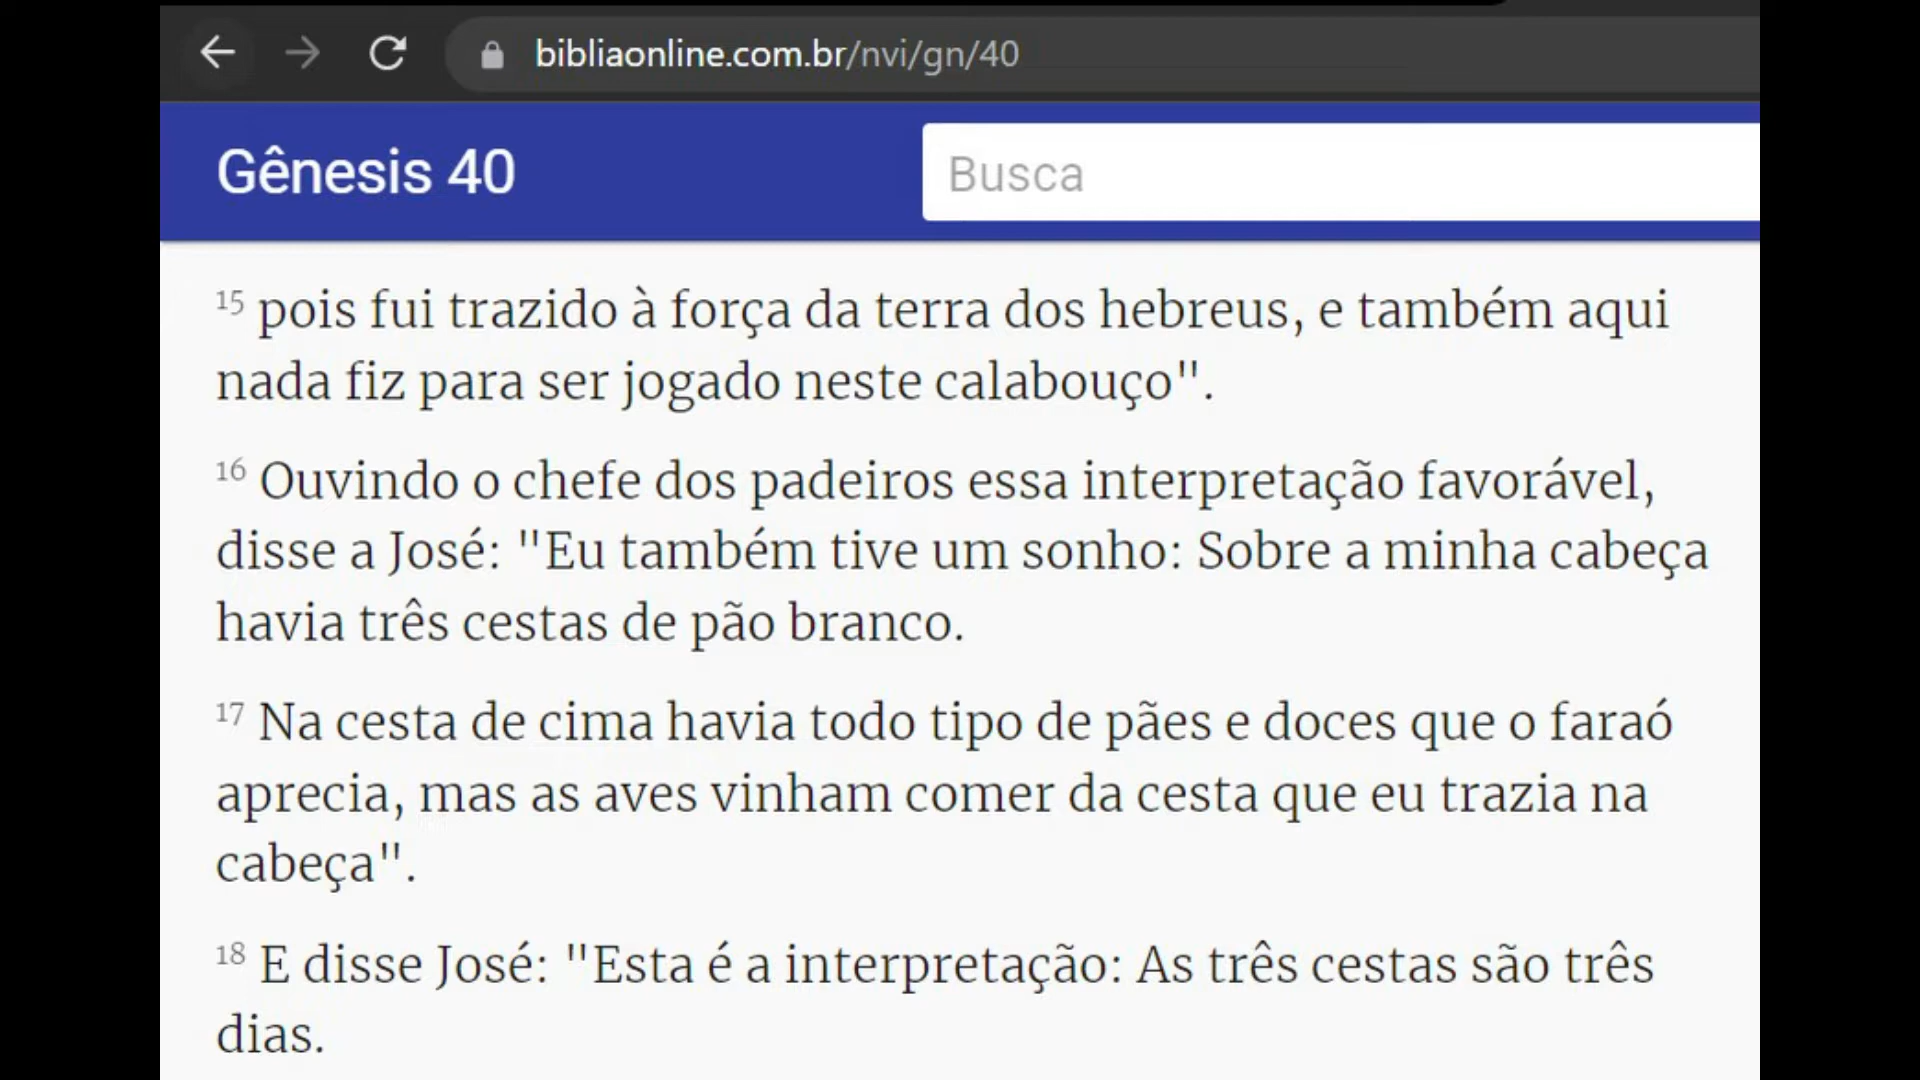 bibliaonline.com.br/nvi/gn/40
Gênesis 40
Busca
15 pois fui trazido à força da terra dos hebreus, e também aqui
nada fiz para ser jogado neste calabouço".
16 Ouvindo o chefe dos padeiros essa interpretação favorável,
disse a José: "Eu também tive um sonho: Sobre a minha cabeça
havia três cestas de pão branco.
17 Na cesta de cima havia todo tipo de pães e doces que o faraó
aprecia, mas as aves vinham comer da cesta que eu trazia na
cabeça".
18 E disse José: "Esta é a interpretação: As três cestas são três
dias.